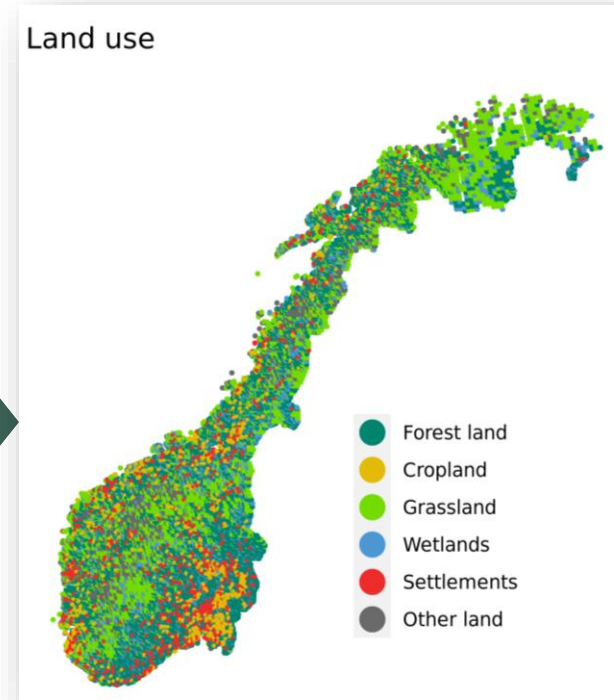 Land use
Forest land
Cropland
Grassland
Wetlands
Settlements
Other land